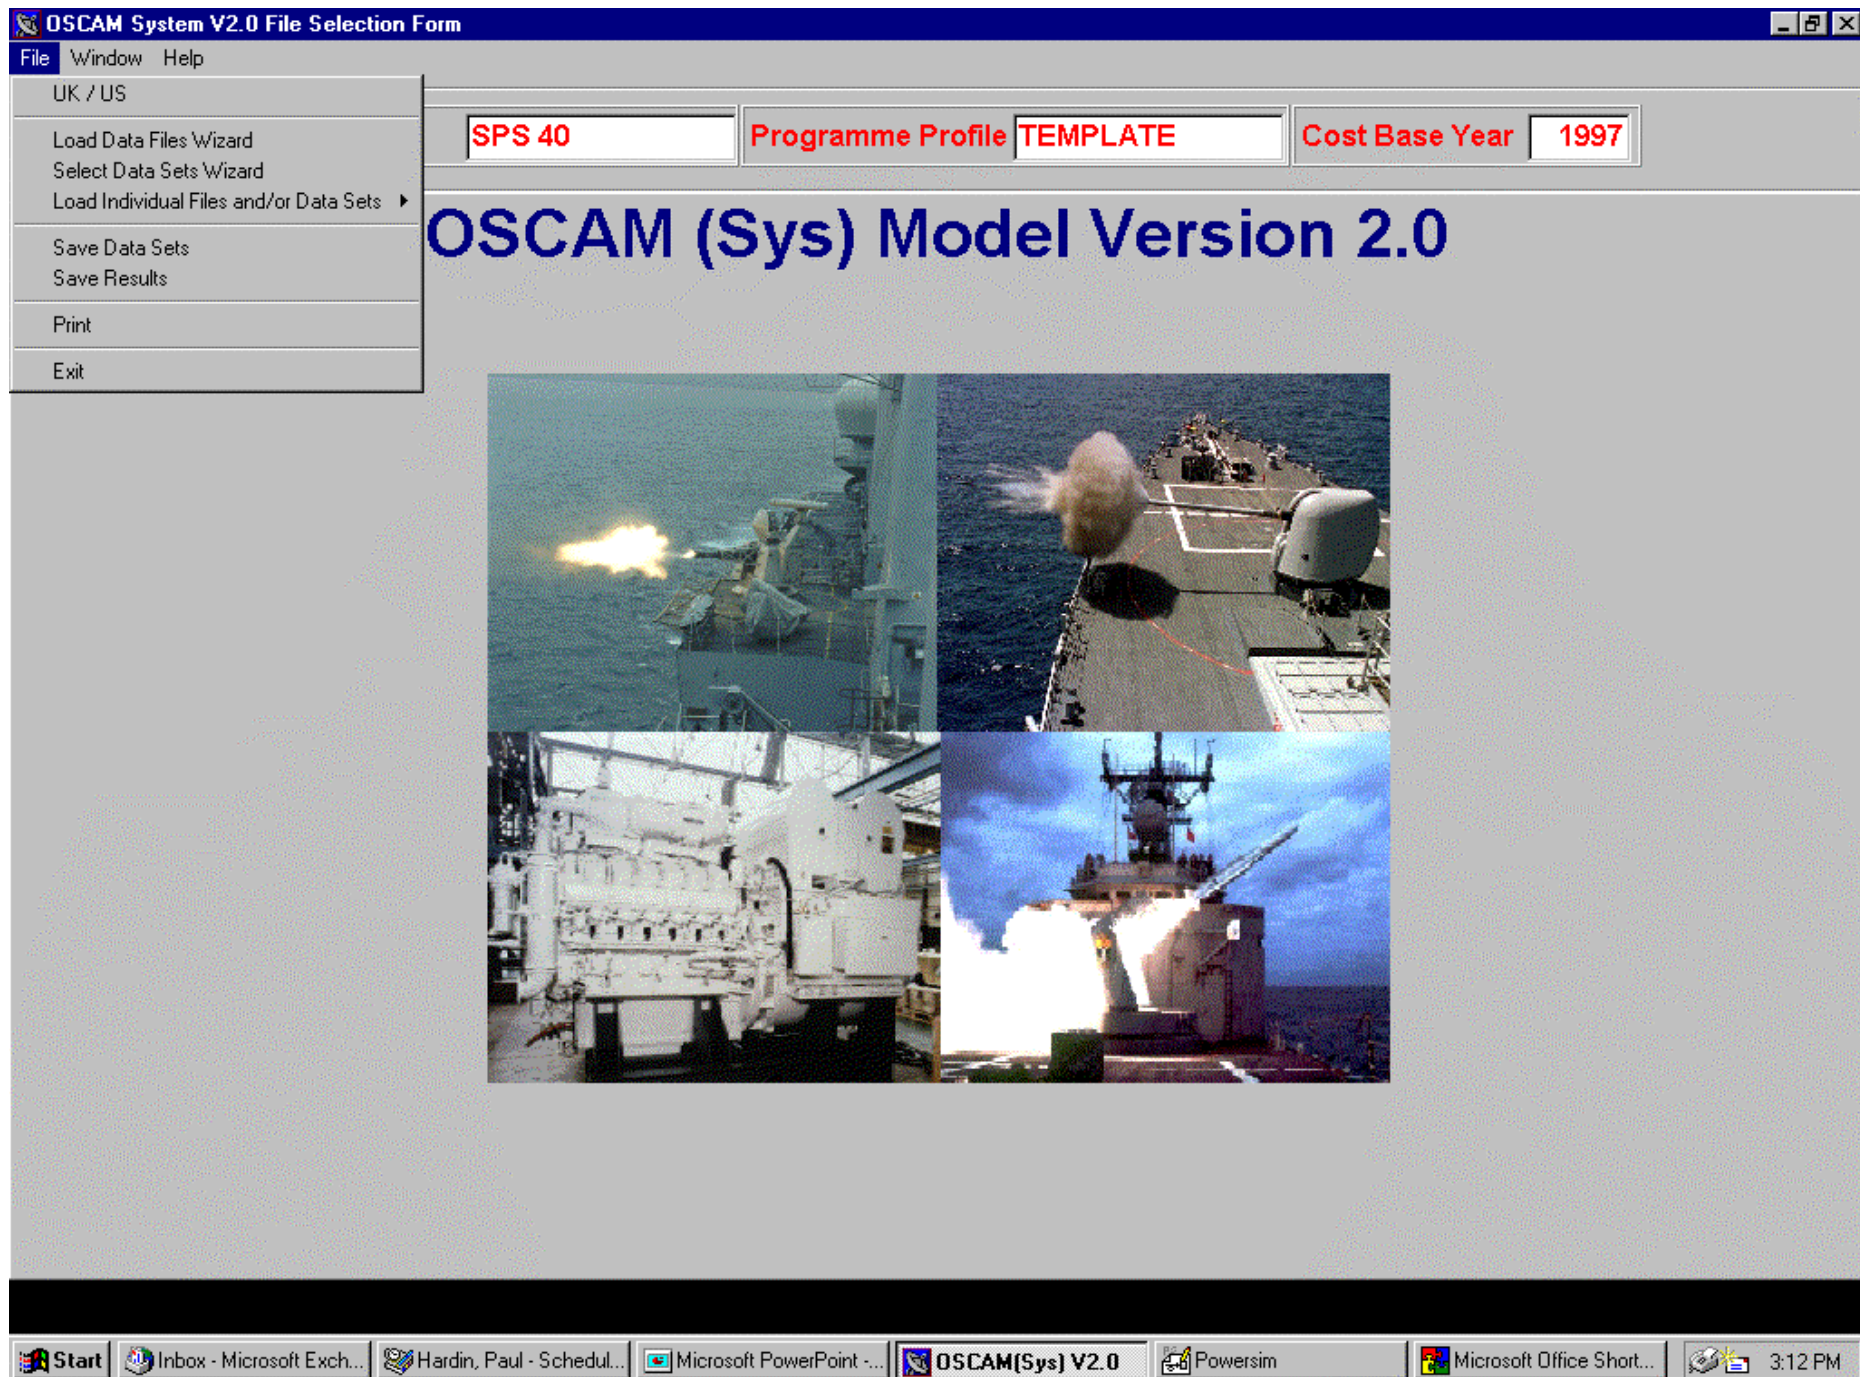 OSCAM System V2.0 File Selection Form
File Window Help
UK / US
Load Data Files Wizard
Select Data Sets Wizard
Load Individual Files and/or Data Sets
Save Data Sets
Save Results
Print
Exit
SPS 40 Programme Profile TEMPLATE Cost Base Year 1997
OSCAM (Sys) Model Version 2.0
Start Inbox - Microsoft Exch... Hardin, Paul - Schedul... Microsoft PowerPoint -... OSCAM(Sys) V2.0 Powersim Microsoft Office Short... 3:12 PM